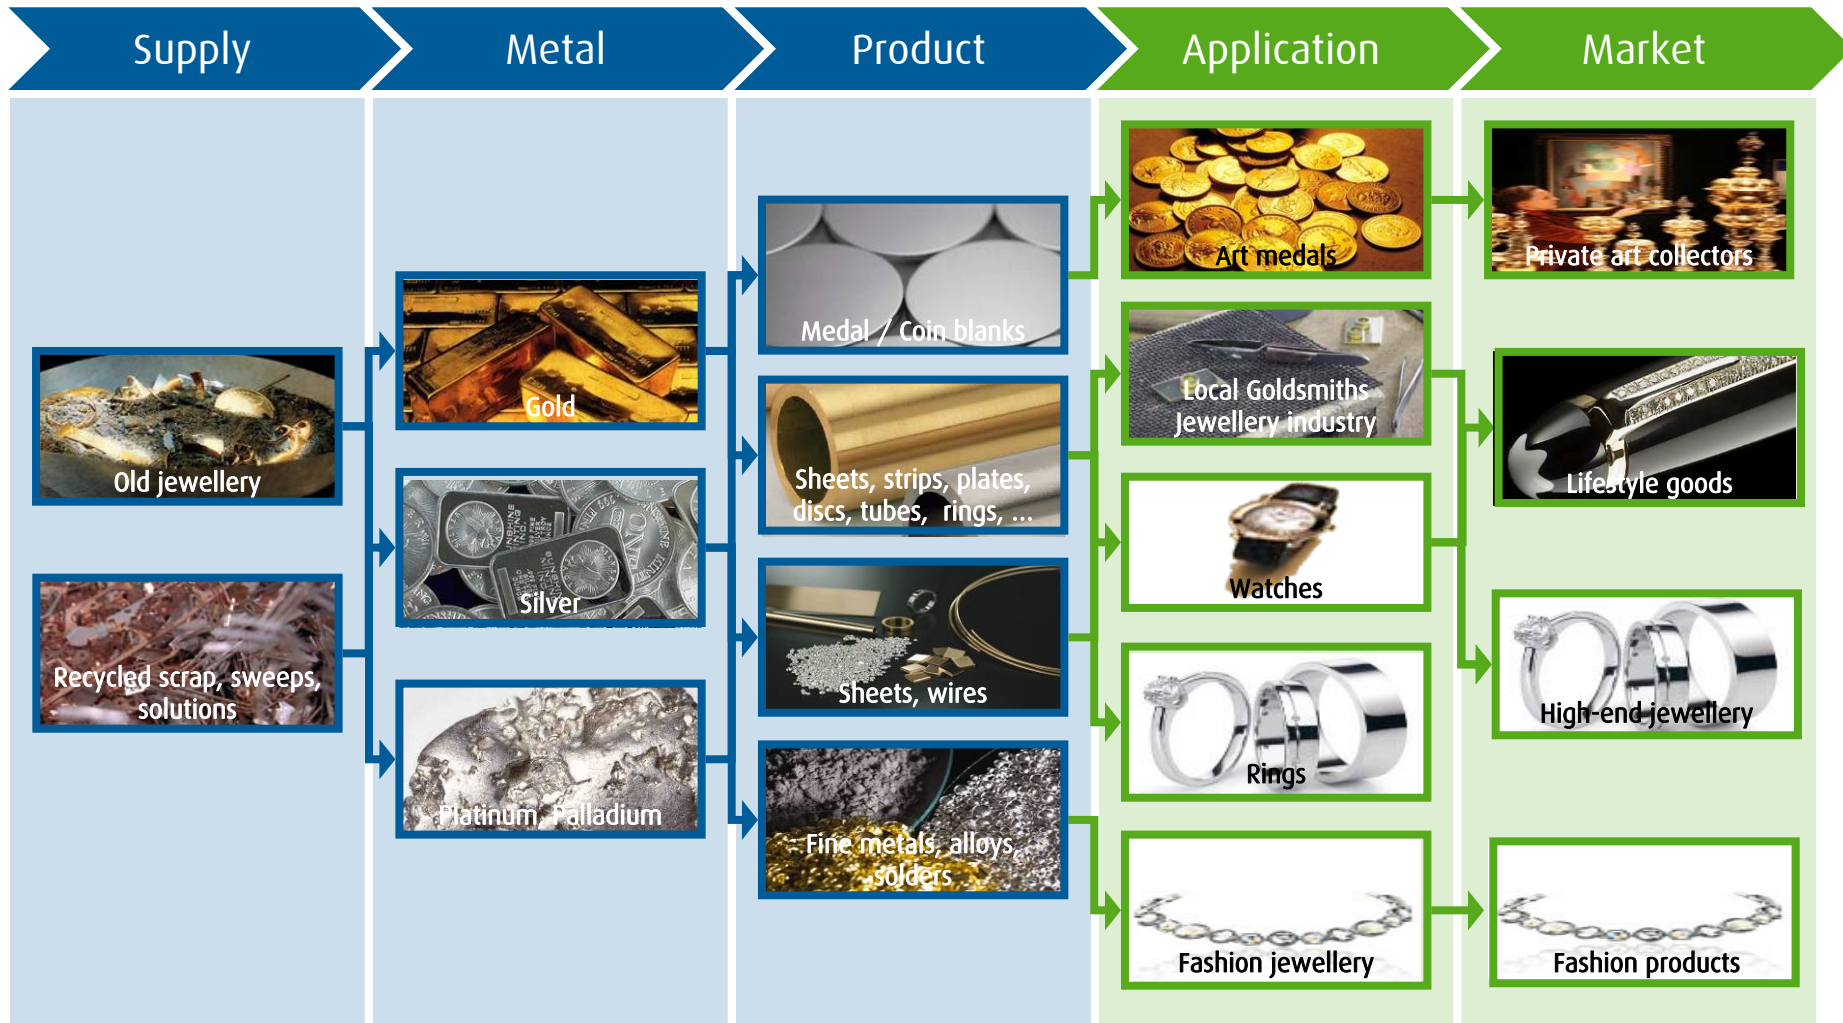 Supply
Metal
Product
Application
Market
Old jewellery
Recycled scrap, sweeps,
solutions
Gold
Silver
Platinum, Palladium
Medal / Coin blanks
Sheets, strips, plates,
discs, tubes, rings, ...
Sheets, wires
Fine metals, alloys,
solders
Art medals
Local Goldsmiths
Jewellery industry
Watches
Rings
Fashion jewellery
Private art collectors
Lifestyle goods
High-end jewellery
Fashion products